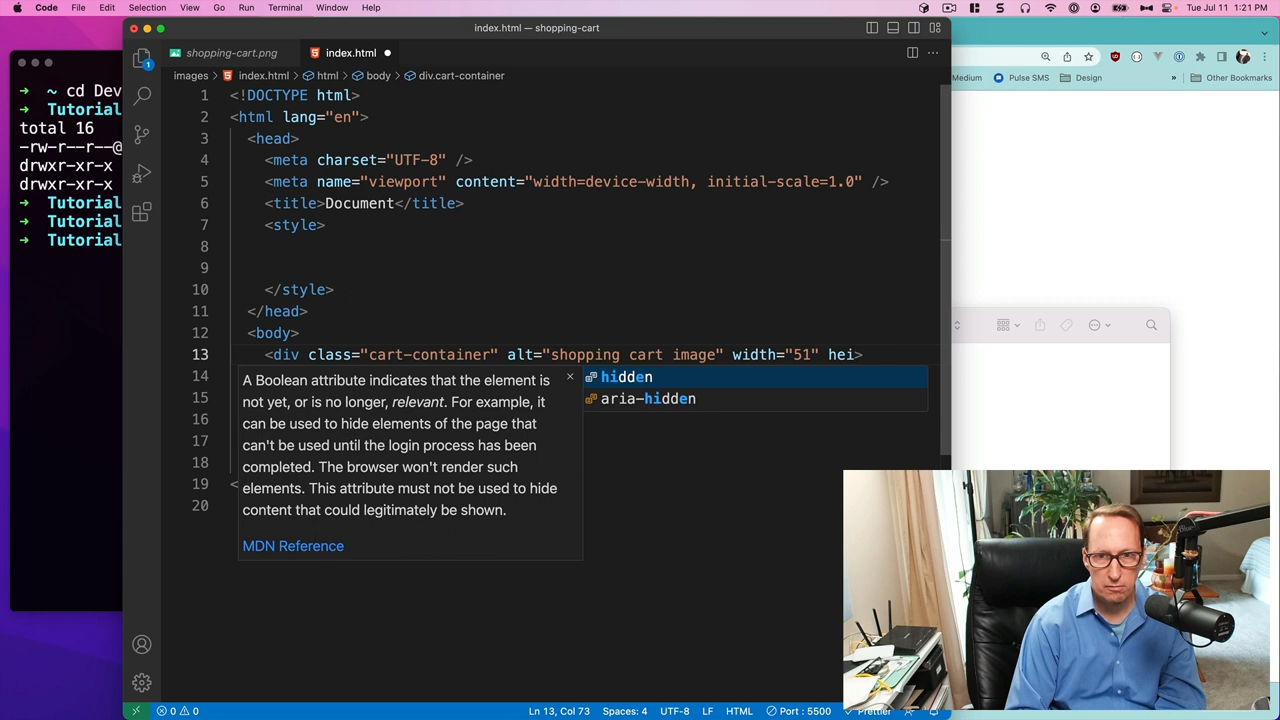 Code File Edit Selection View Go Run Terminal Window Help Tue Jul 11 1:21 PM
index.html — shopping-cart
shopping-cart.png index.html
images index.html html body div.cart-container
1 <!DOCTYPE html>
2 <html lang="en">
3 <head>
4 <meta charset="UTF-8" />
5 <meta name="viewport" content="width=device-width, initial-scale=1.0" />
6 <title>Document</title>
7 <style>
8
9
10 </style>
11 </head>
12 <body>
13 <div class="cart-container" alt="shopping cart image" width="51" hei>
14
15
16
17
18
19 <
20
A Boolean attribute indicates that the element is
not yet, or is no longer, relevant. For example, it
can be used to hide elements of the page that
can't be used until the login process has been
completed. The browser won't render such
elements. This attribute must not be used to hide
content that could legitimately be shown.
MDN Reference
hidden
aria-hidden
→ ~ cd Dev
→ Tutorial
total 16
-rw-r--r--@
drwxr-xr-x
drwxr-xr-x
→ Tutorial
→ Tutorial
→ Tutorial
Medium Pulse SMS Design » Other Bookmarks
1
0 0 Ln 13, Col 73 Spaces: 4 UTF-8 LF HTML Port : 5500 Prettier
Blue